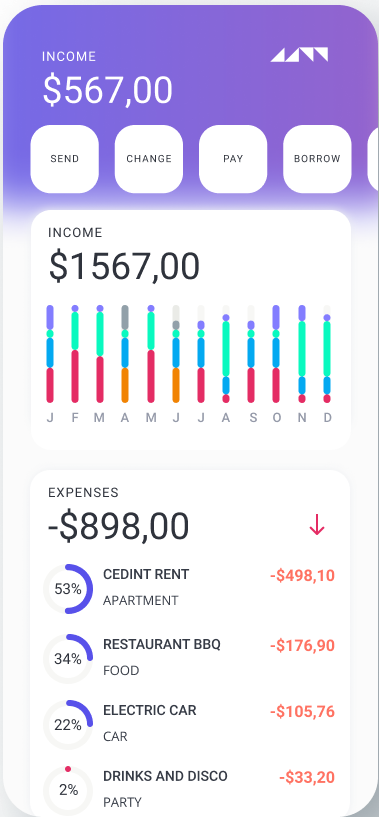 INCOME
$567,00
SEND
CHANGE
PAY
BORROW
INCOME
$1567,00
J F M A M J J A S O N D
EXPENSES
-$898,00
53%
CEDINT RENT
-$498,10
APARTMENT
34%
RESTAURANT BBQ
-$176,90
FOOD
22%
ELECTRIC CAR
-$105,76
CAR
2%
DRINKS AND DISCO
-$33,20
PARTY